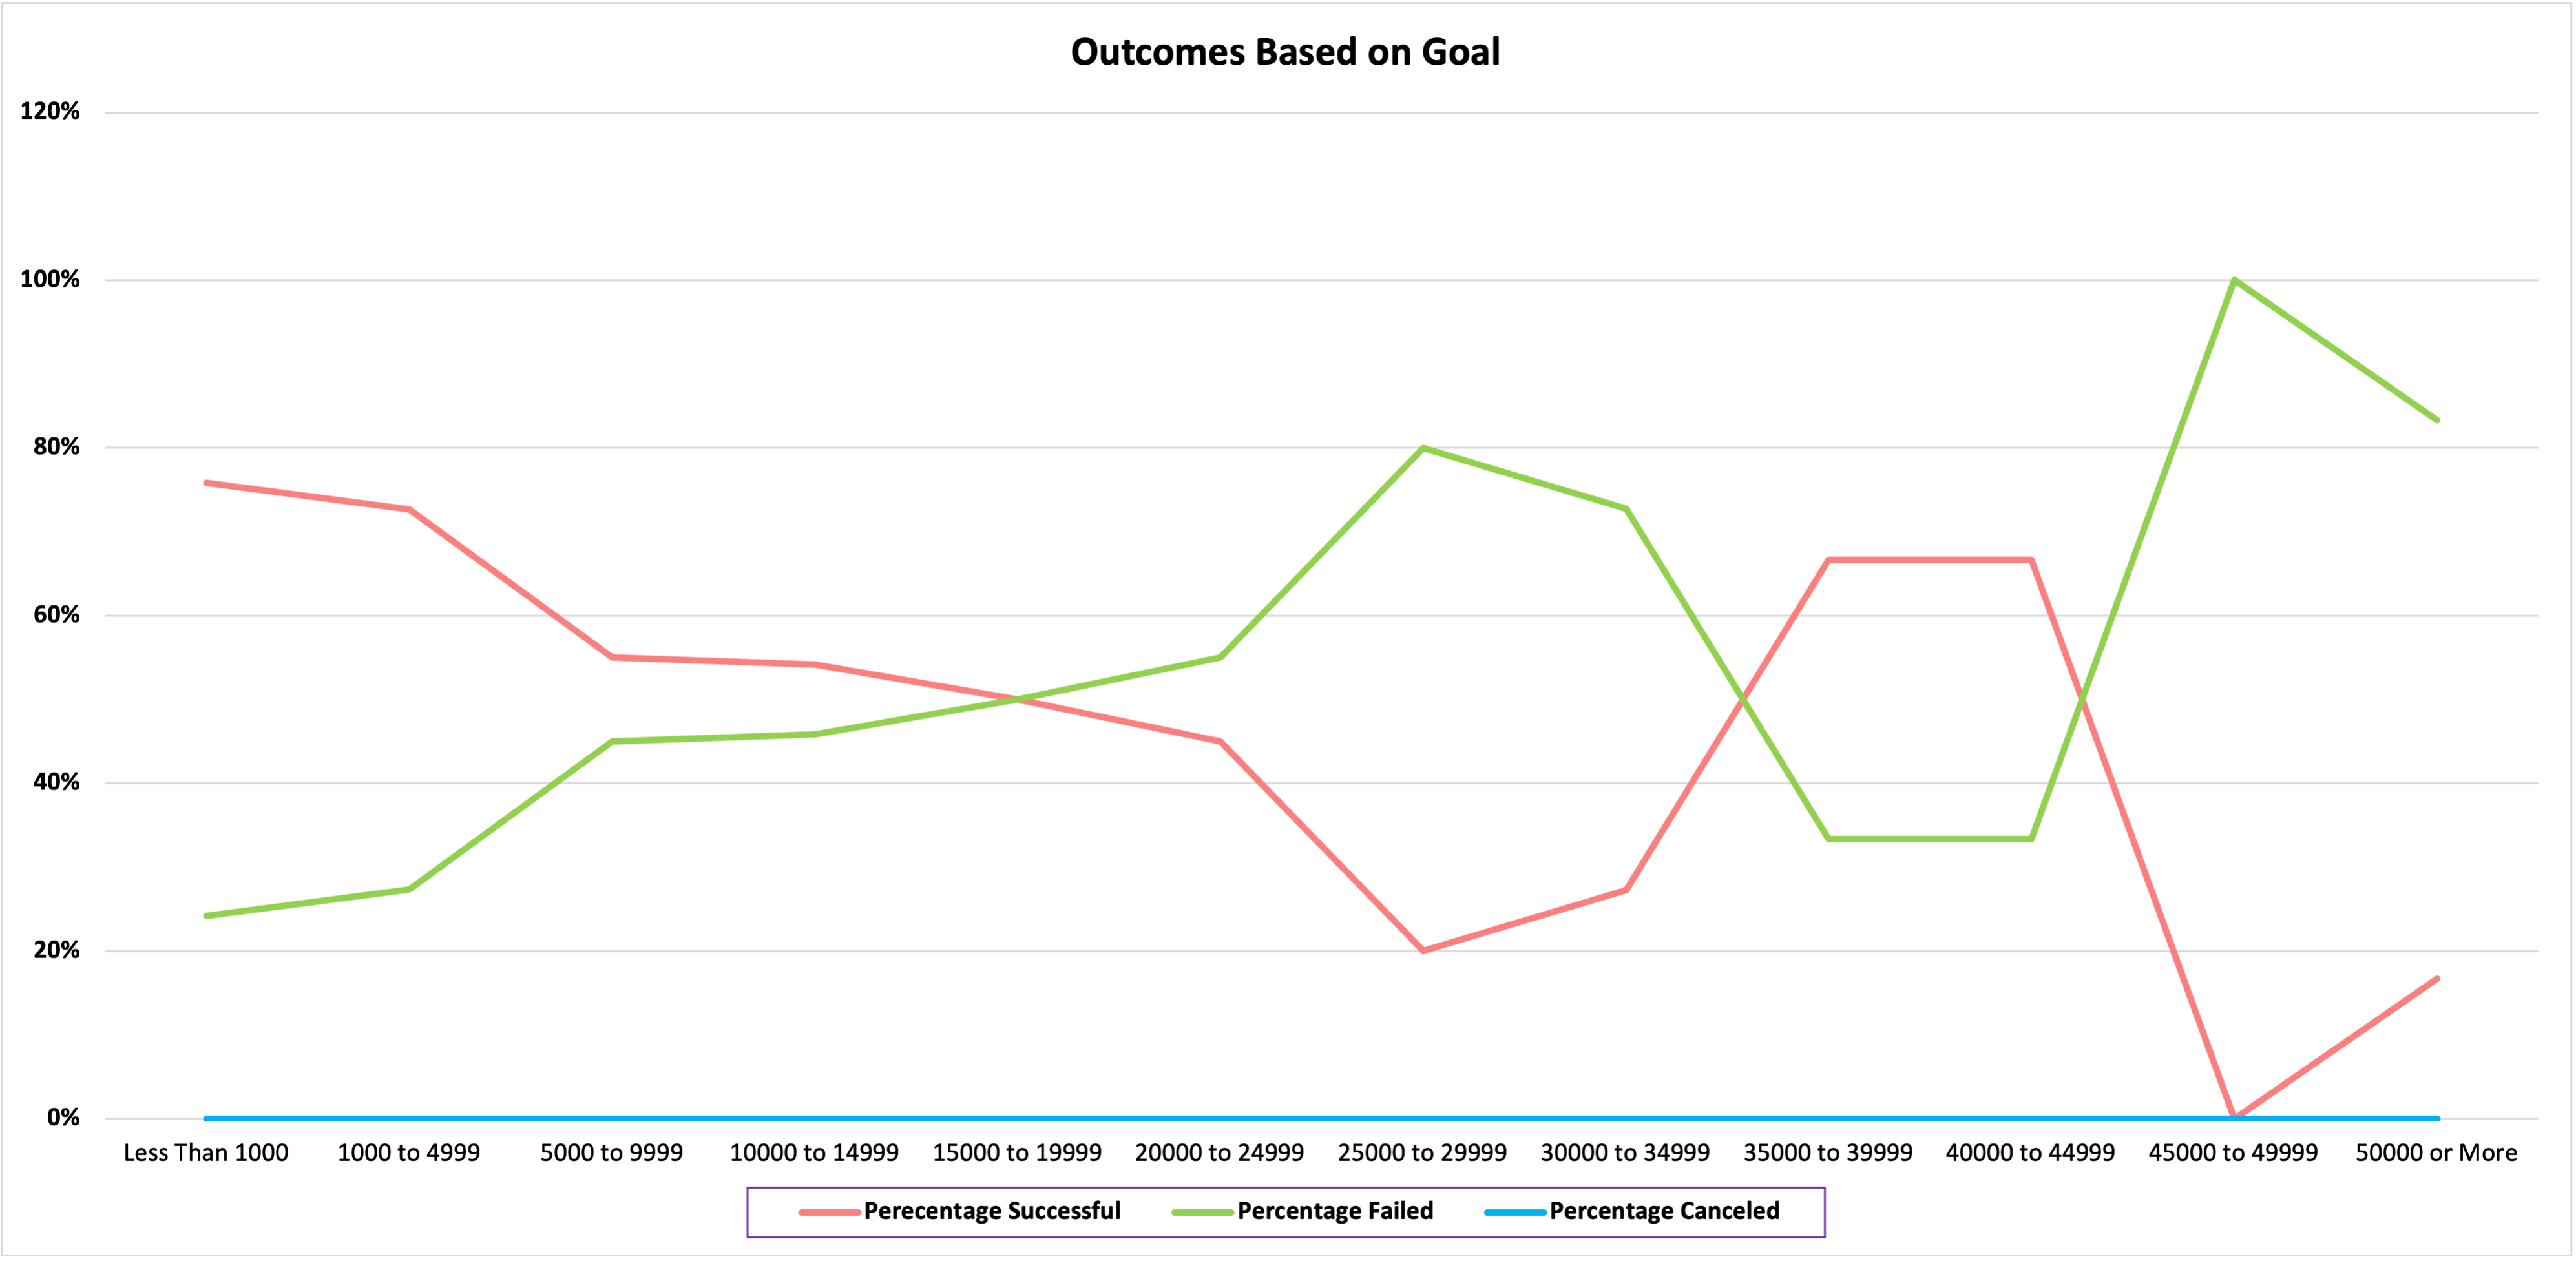 Outcomes Based on Goal
120%
100%
80%
60%
40%
20%
0%
Less Than 1000 1000 to 4999 5000 to 9999 10000 to 14999 15000 to 19999 20000 to 24999 25000 to 29999 30000 to 34999 35000 to 39999 40000 to 44999 45000 to 49999 50000 or More
Perecentage Successful Percentage Failed Percentage Canceled